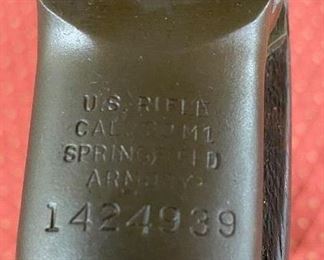 U.S. RIFLE
CAL. .30 M1
SPRINGFIELD
ARMORY
1424939